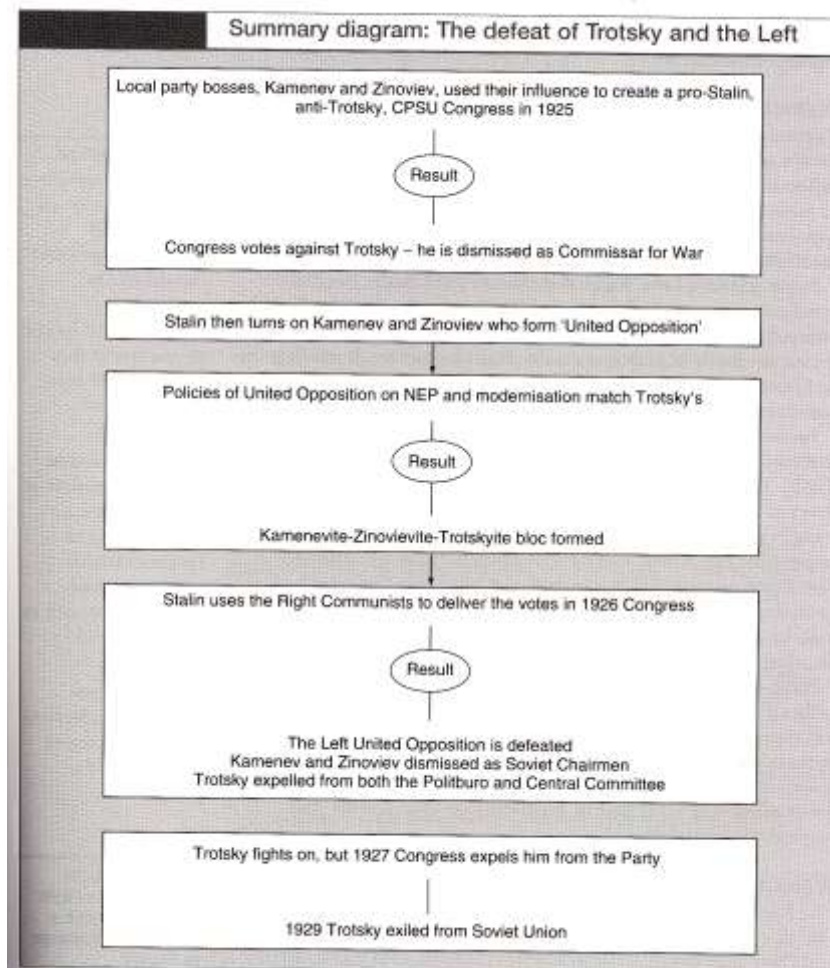 Summary diagram: The defeat of Trotsky and the Left
Local party bosses, Kamenev and Zinoviev, used their influence to create a pro-Stalin,
anti-Trotsky, CPSU Congress in 1925
Result
Congress votes against Trotsky – he is dismissed as Commissar for War
Stalin then turns on Kamenev and Zinoviev who form 'United Opposition'
Policies of United Opposition on NEP and modernisation match Trotsky's
Result
Kamenevite-Zinovievite-Trotskyite bloc formed
Stalin uses the Right Communists to deliver the votes in 1926 Congress
Result
The Left United Opposition is defeated
Kamenev and Zinoviev dismissed as Soviet Chairmen
Trotsky expelled from both the Politburo and Central Committee
Trotsky fights on, but 1927 Congress expels him from the Party
1929 Trotsky exiled from Soviet Union